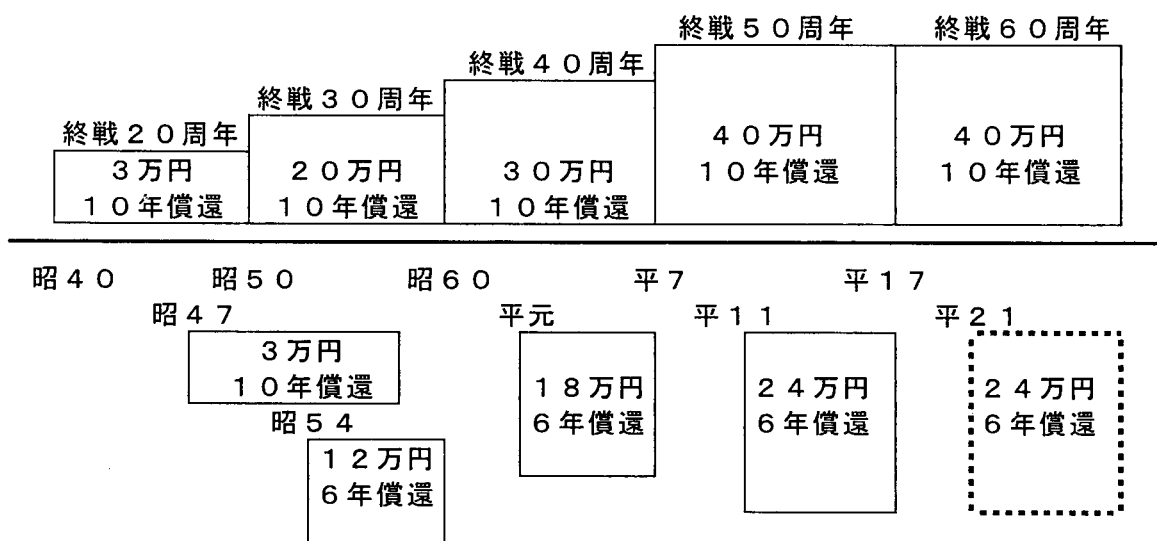 終戦５０周年 終戦６０周年
終戦４０周年
終戦３０周年
終戦２０周年
３万円 ２０万円 ３０万円 ４０万円 ４０万円
１０年償還 １０年償還 １０年償還 １０年償還 １０年償還
昭４０ 昭５０ 昭６０ 平７ 平１７
昭４７ 平元 平１１ 平２１
３万円
１０年償還
１８万円 ２４万円 ２４万円
６年償還 ６年償還 ６年償還
昭５４
１２万円
６年償還